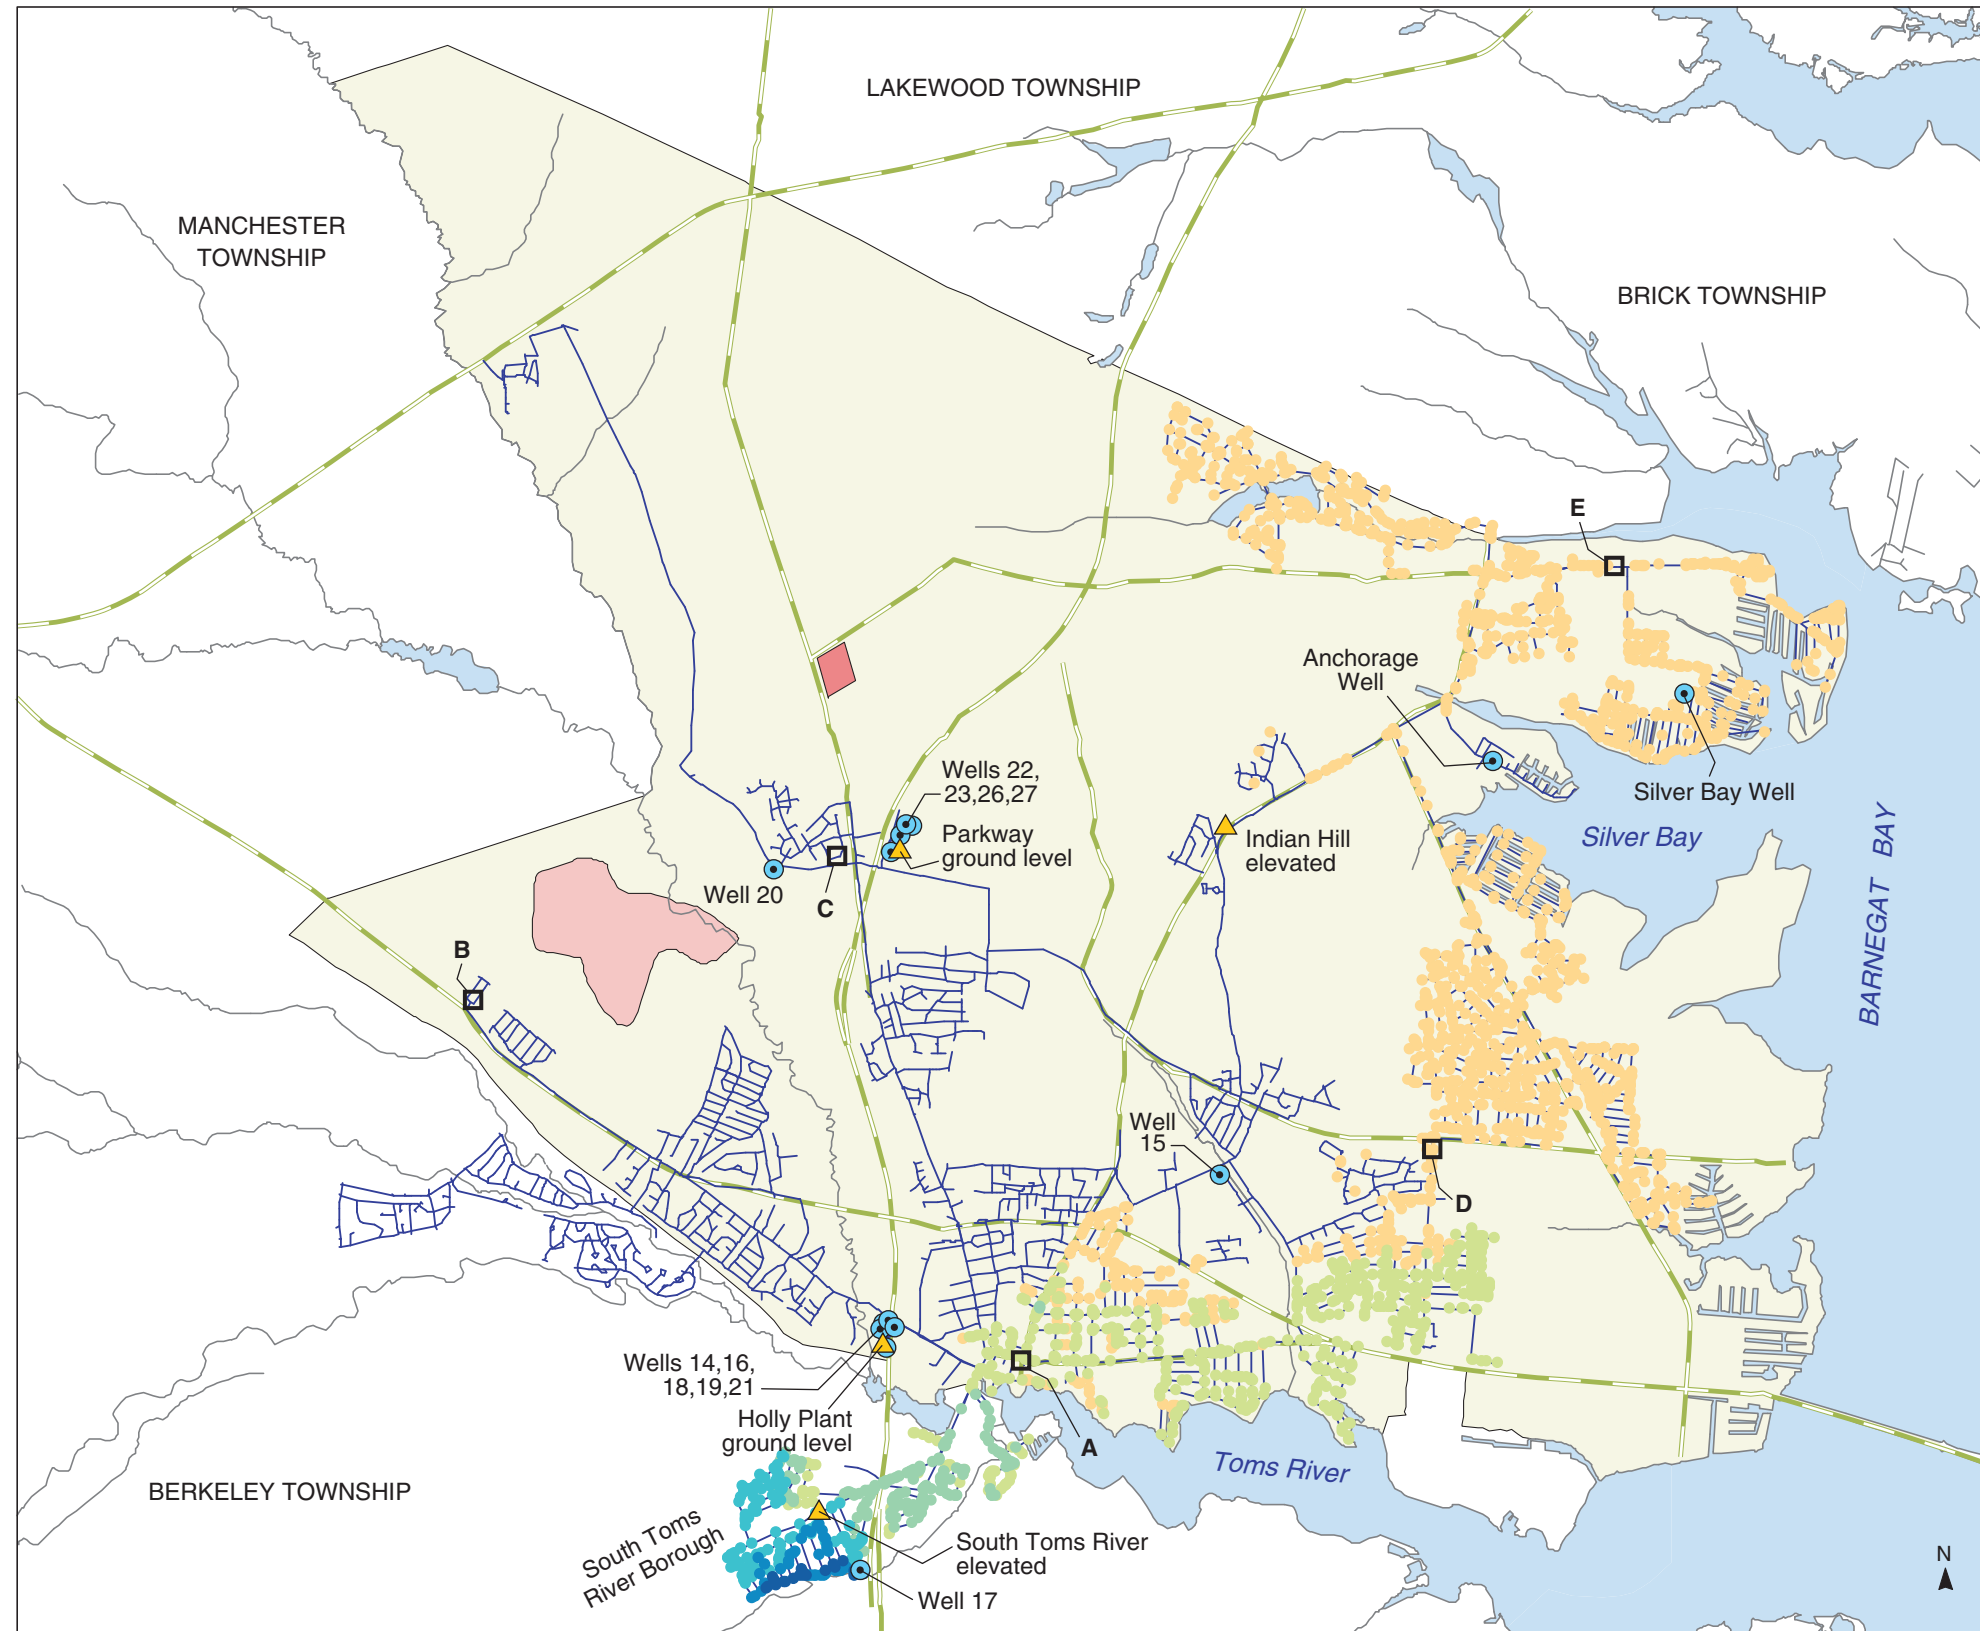 LAKEWOOD TOWNSHIP
MANCHESTER
TOWNSHIP
BRICK TOWNSHIP
E
Anchorage
Well
Wells 22,
23,26,27
Silver Bay Well
Parkway
ground level
Indian Hill
elevated
Silver Bay
BARNEGAT BAY
Well 20
C
B
Well
15
D
Wells 14,16,
18,19,21
Holly Plant
ground level
A
Toms River
BERKELEY TOWNSHIP
South Toms
River Borough
South Toms River
elevated
Well 17
N